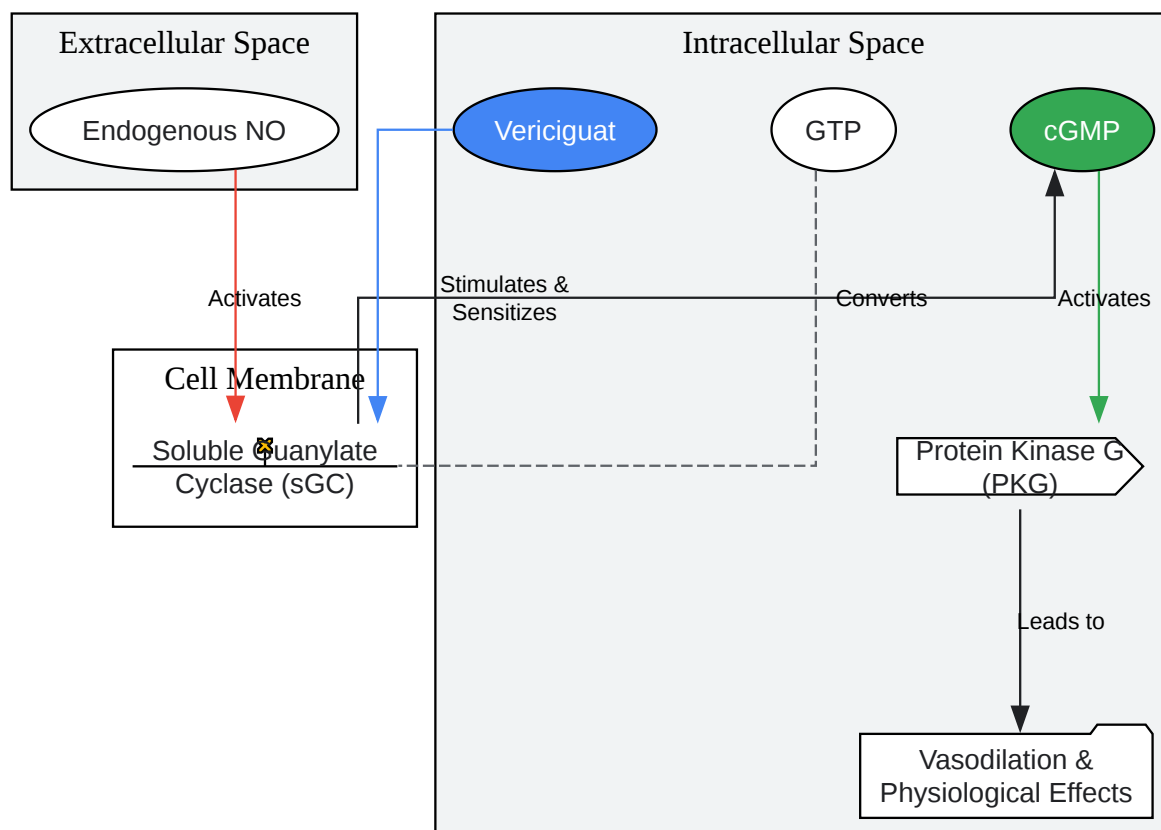 Extracellular Space
Intracellular Space
Endogenous NO
Vericiguat
GTP
cGMP
Activates
Stimulates &
Sensitizes
Converts
Activates
Cell Membrane
Soluble Guanylate
Cyclase (sGC)
Protein Kinase G
(PKG)
Leads to
Vasodilation &
Physiological Effects